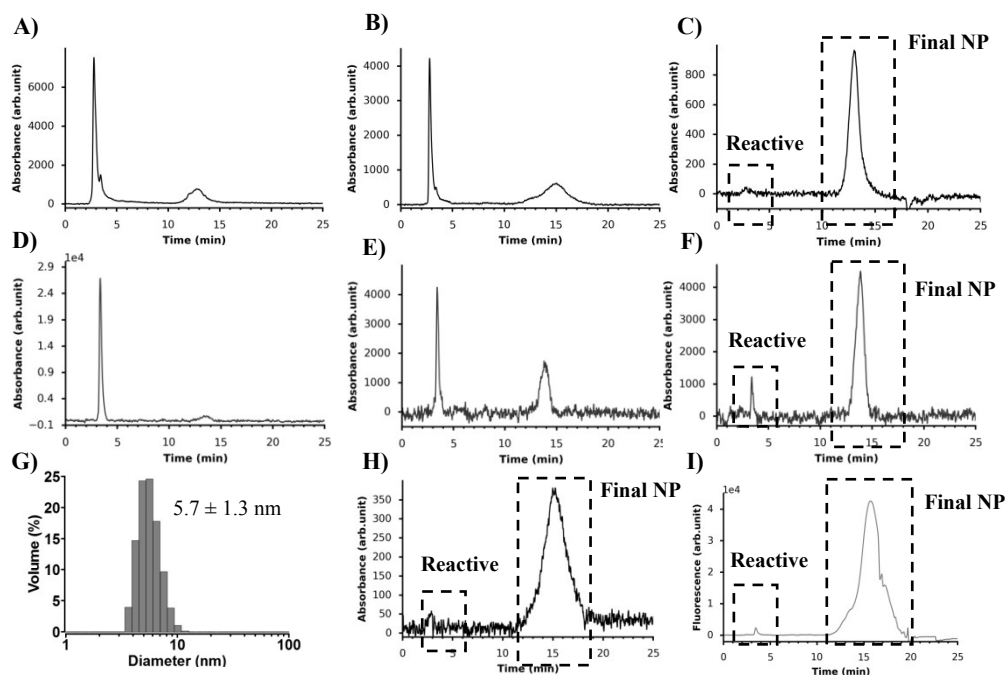 A)
Absorbance (arb.unit)
6000
4000
2000
0
0 5 10 15 20 25
Time (min)
B)
Absorbance (arb.unit)
4000
3000
2000
1000
0
0 5 10 15 20 25
Time (min)
C)
Final NP
Reactive
Absorbance (arb.unit)
800
600
400
200
0
−200
0 5 10 15 20 25
Time (min)
D)
1e4
Absorbance (arb.unit)
2.9
2.4
1.9
1.4
0.9
0.4
−0.1
0 5 10 15 20 25
Time (min)
E)
Absorbance (arb.unit)
4000
3000
2000
1000
0
0 5 10 15 20 25
Time (min)
F)
Final NP
Reactive
Absorbance (arb.unit)
4000
3000
2000
1000
0
0 5 10 15 20 25
Time (min)
G)
5.7 ± 1.3 nm
Volume (%)
25
20
15
10
5
0
1 10 100
Diameter (nm)
H)
Final NP
Reactive
Absorbance (arb.unit)
350
300
250
200
150
100
50
0
0 5 10 15 20 25
Time (min)
I)
1e4
Final NP
Reactive
Fluorescence (arb.unit)
4
3
2
1
0
0 5 10 15 20 25
Time (min)